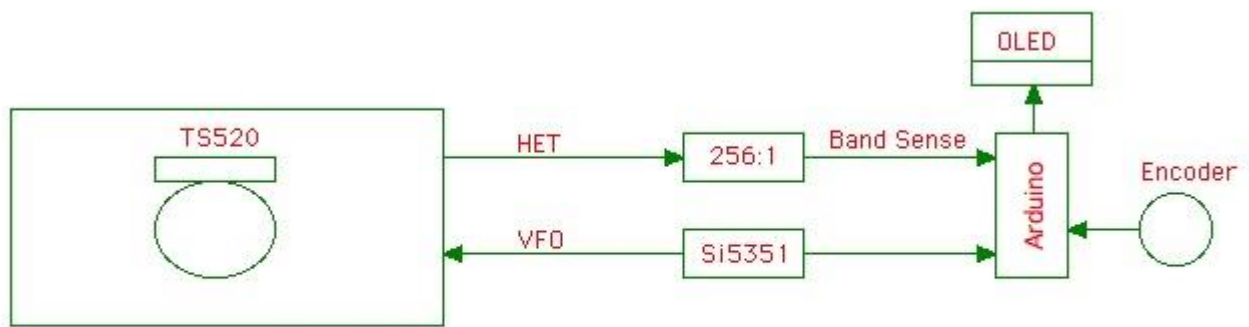 OLED
TS520
HET
256:1
Band Sense
Arduino
Encoder
VFO
Si5351